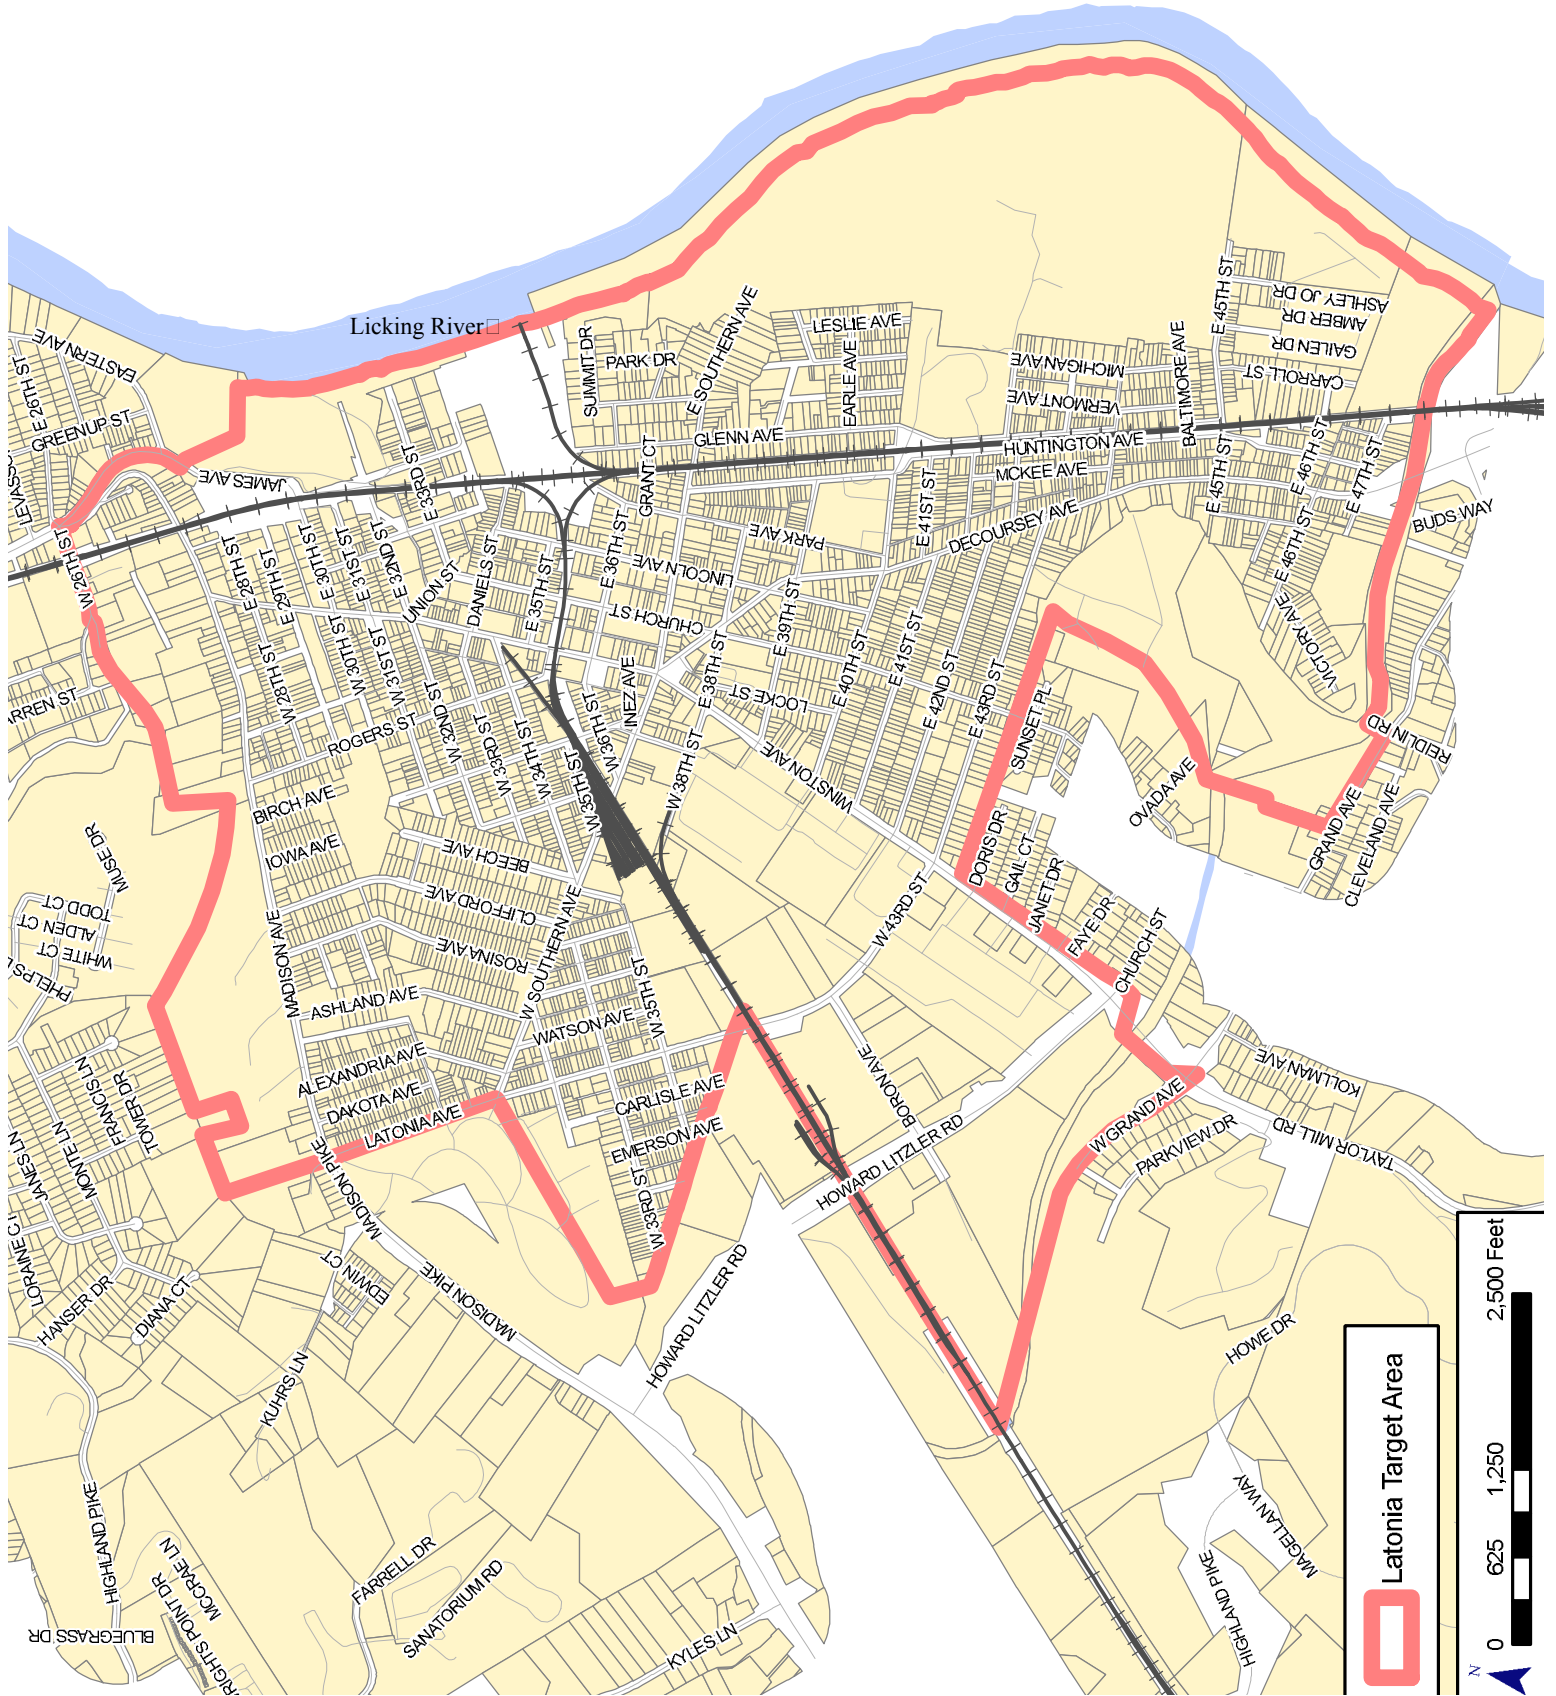 EASTERN AVE
E 26TH ST
GREENUP ST
W 26TH ST
JAMES AVE
Licking River
E 33RD ST
E 28TH ST
E 29TH ST
E 30TH ST
E 31ST ST
E 32ND ST
UNION ST
DANIELS ST
E 35TH ST
W 28TH ST
W 30TH ST
W 31ST ST
W 32ND ST
W 33RD ST
W 34TH ST
W 35TH ST
W 36TH ST
ROGERS ST
BIRCH AVE
IOWA AVE
MUSE DR
TODD CT
ALDEN CT
WHITE CT
SUMMIT DR
PARK DR
E SOUTHERN AVE
LESLIE AVE
EARLE AVE
GLENN AVE
GRANT CT
E 36TH ST
PARK AVE
LINCOLN AVE
CHURCH ST
INEZ AVE
E 38TH ST
W 38TH ST
E 39TH ST
LOCKE ST
E 40TH ST
E 41ST ST
E 41ST ST
E 42ND ST
E 43RD ST
DECOURSEY AVE
MCKEE AVE
HUNTINGTON AVE
VERMONT AVE
MICHIGAN AVE
BALTIMORE AVE
E 45TH ST
E 45TH ST
ASHLEY JO DR
AMBER DR
GAILEN DR
CARROLL ST
E 46TH ST
E 46TH ST
E 47TH ST
BUDS WAY
VICTORY AVE
REIDLIN RD
GRAND AVE
CLEVELAND AVE
OVADA AVE
SUNSET PL
DORIS DR
GAIL CT
JANET DR
FAYE DR
CHURCH ST
WINSTON AVE
W 43RD ST
BEECH AVE
CLIFFORD AVE
ROSINA AVE
W SOUTHERN AVE
MADISON AVE
ASHLAND AVE
WATSON AVE
W 35TH ST
ALEXANDRIA AVE
DAKOTA AVE
LATONIA AVE
CARLISLE AVE
EMERSON AVE
W 33RD ST
MADISON PIKE
MADISON PIKE
MADISON PIKE
HOWARD LITZLER RD
HOWARD LITZLER RD
BORON AVE
W GRAND AVE
PARKVIEW DR
KOLLMAN AVE
TAYLOR MILL RD
HOWE DR
MAGELLAN WAY
HIGHLAND PIKE
FRANCIS LN
TOWER DR
MONTE LN
JANES LN
HANSER DR
DIANA CT
EDWIN CT
KUHRS LN
HIGHLAND PIKE
MCCRAE LN
BLUEGRASS DR
FARRELL DR
SANATORIUM RD
KYLES LN
Latonia Target Area
0 625 1,250 2,500 Feet
N